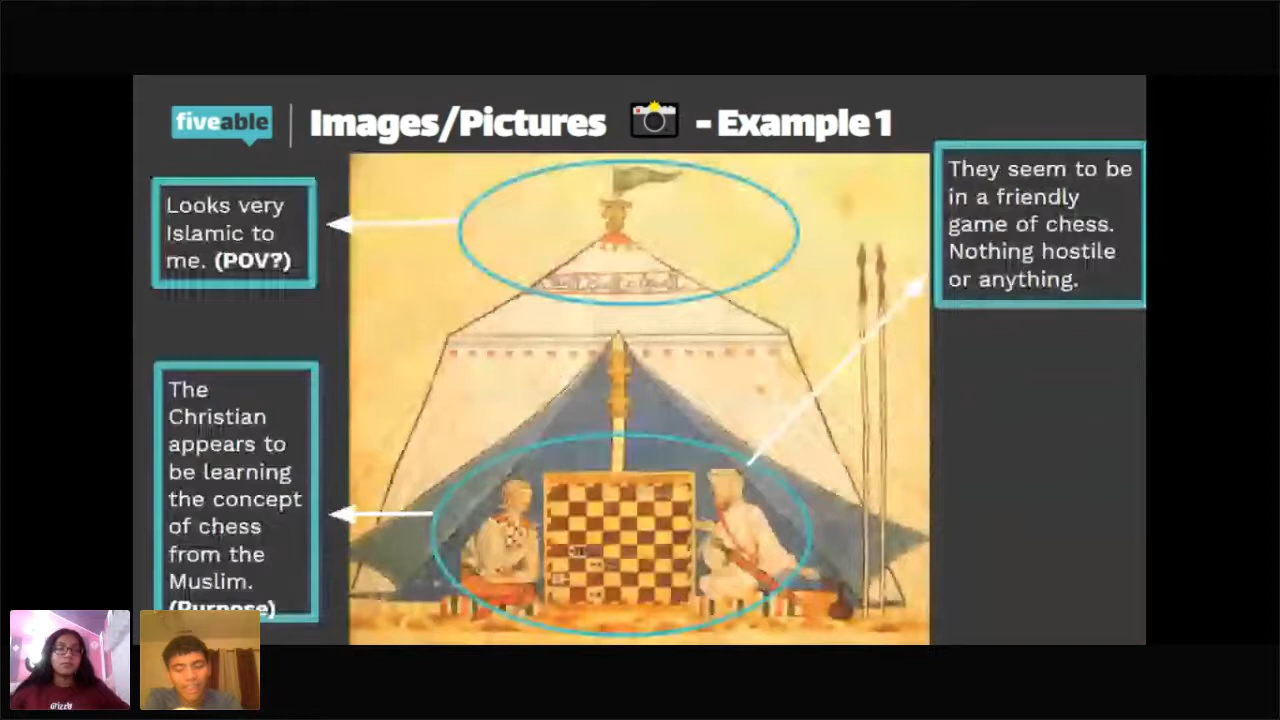 fiveable
Images/Pictures - Example 1
Looks very
Islamic to
me. (POV?)
The
Christian
appears to
be learning
the concept
of chess
from the
Muslim.
(Purpose)
They seem to be
in a friendly
game of chess.
Nothing hostile
or anything.